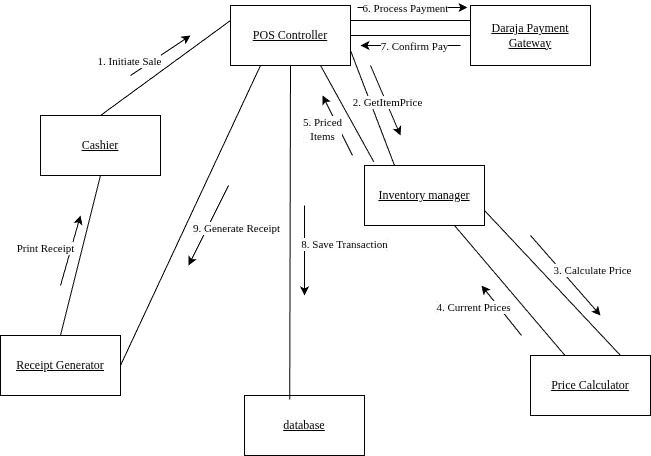 6. Process Payment
POS Controller
Daraja Payment
Gateway
7. Confirm Pay
1. Initiate Sale
2. GetItemPrice
5. Priced
Items
Cashier
Inventory manager
9. Generate Receipt
8. Save Transaction
Print Receipt
3. Calculate Price
4. Current Prices
Receipt Generator
Price Calculator
database